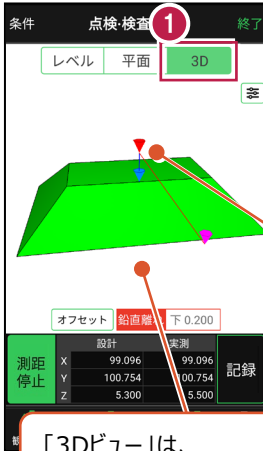 条件 点検・検査 1 終了
レベル 平面 3D
オフセット 鉛直離 下 0.200
設計 実測
測距停止 X 99.096 99.096 記録
Y 100.754 100.754
Z 5.300 5.500
「3Dビュー」は、